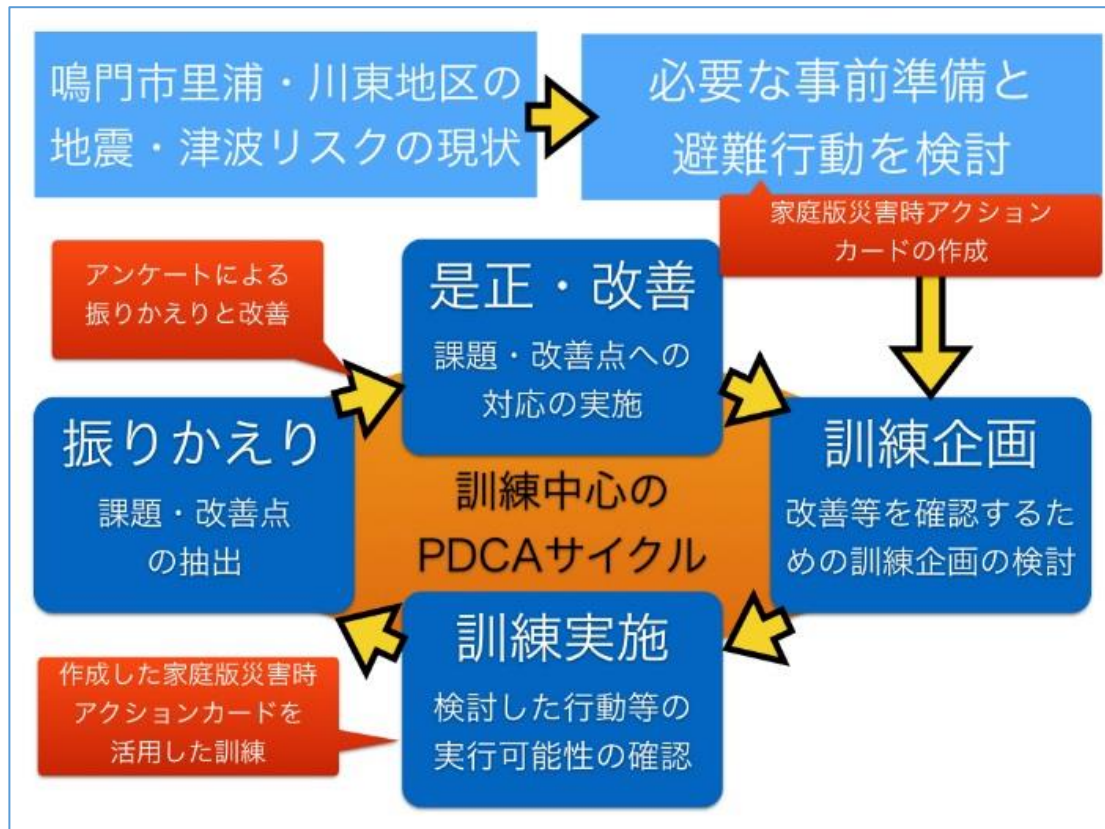 鳴門市里浦・川東地区の
地震・津波リスクの現状
必要な事前準備と
避難行動を検討
家庭版災害時アクション
カードの作成
アンケートによる
振りかえりと改善
是正・改善
課題・改善点への
対応の実施
振りかえり
課題・改善点
の抽出
訓練中心の
PDCAサイクル
訓練企画
改善等を確認するた
めの訓練企画の検討
訓練実施
検討した行動等の
実行可能性の確認
作成した家庭版災害時
アクションカードを
活用した訓練